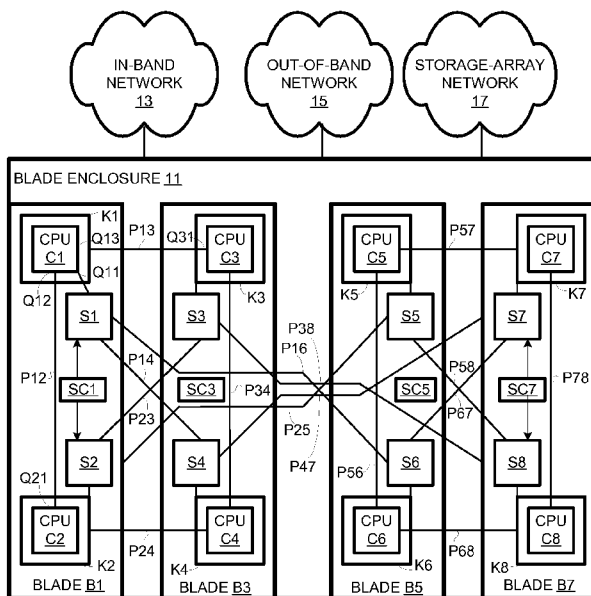 IN-BAND
NETWORK
13
OUT-OF-BAND
NETWORK
15
STORAGE-ARRAY
NETWORK
17
BLADE ENCLOSURE 11
K1
P13
Q31
P57
CPU
C1
Q13
Q11
Q12
CPU
C3
K3
CPU
C5
K5
CPU
C7
K7
P38
P16
S1
S3
S5
S7
P14
P58
P12
SC1
SC3
P34
SC5
SC7
P78
P23
P67
P25
P47
P56
S2
S4
S6
S8
Q21
CPU
C2
K2
P24
K4
CPU
C4
CPU
C6
K6
P68
K8
CPU
C8
BLADE B1
BLADE B3
BLADE B5
BLADE B7